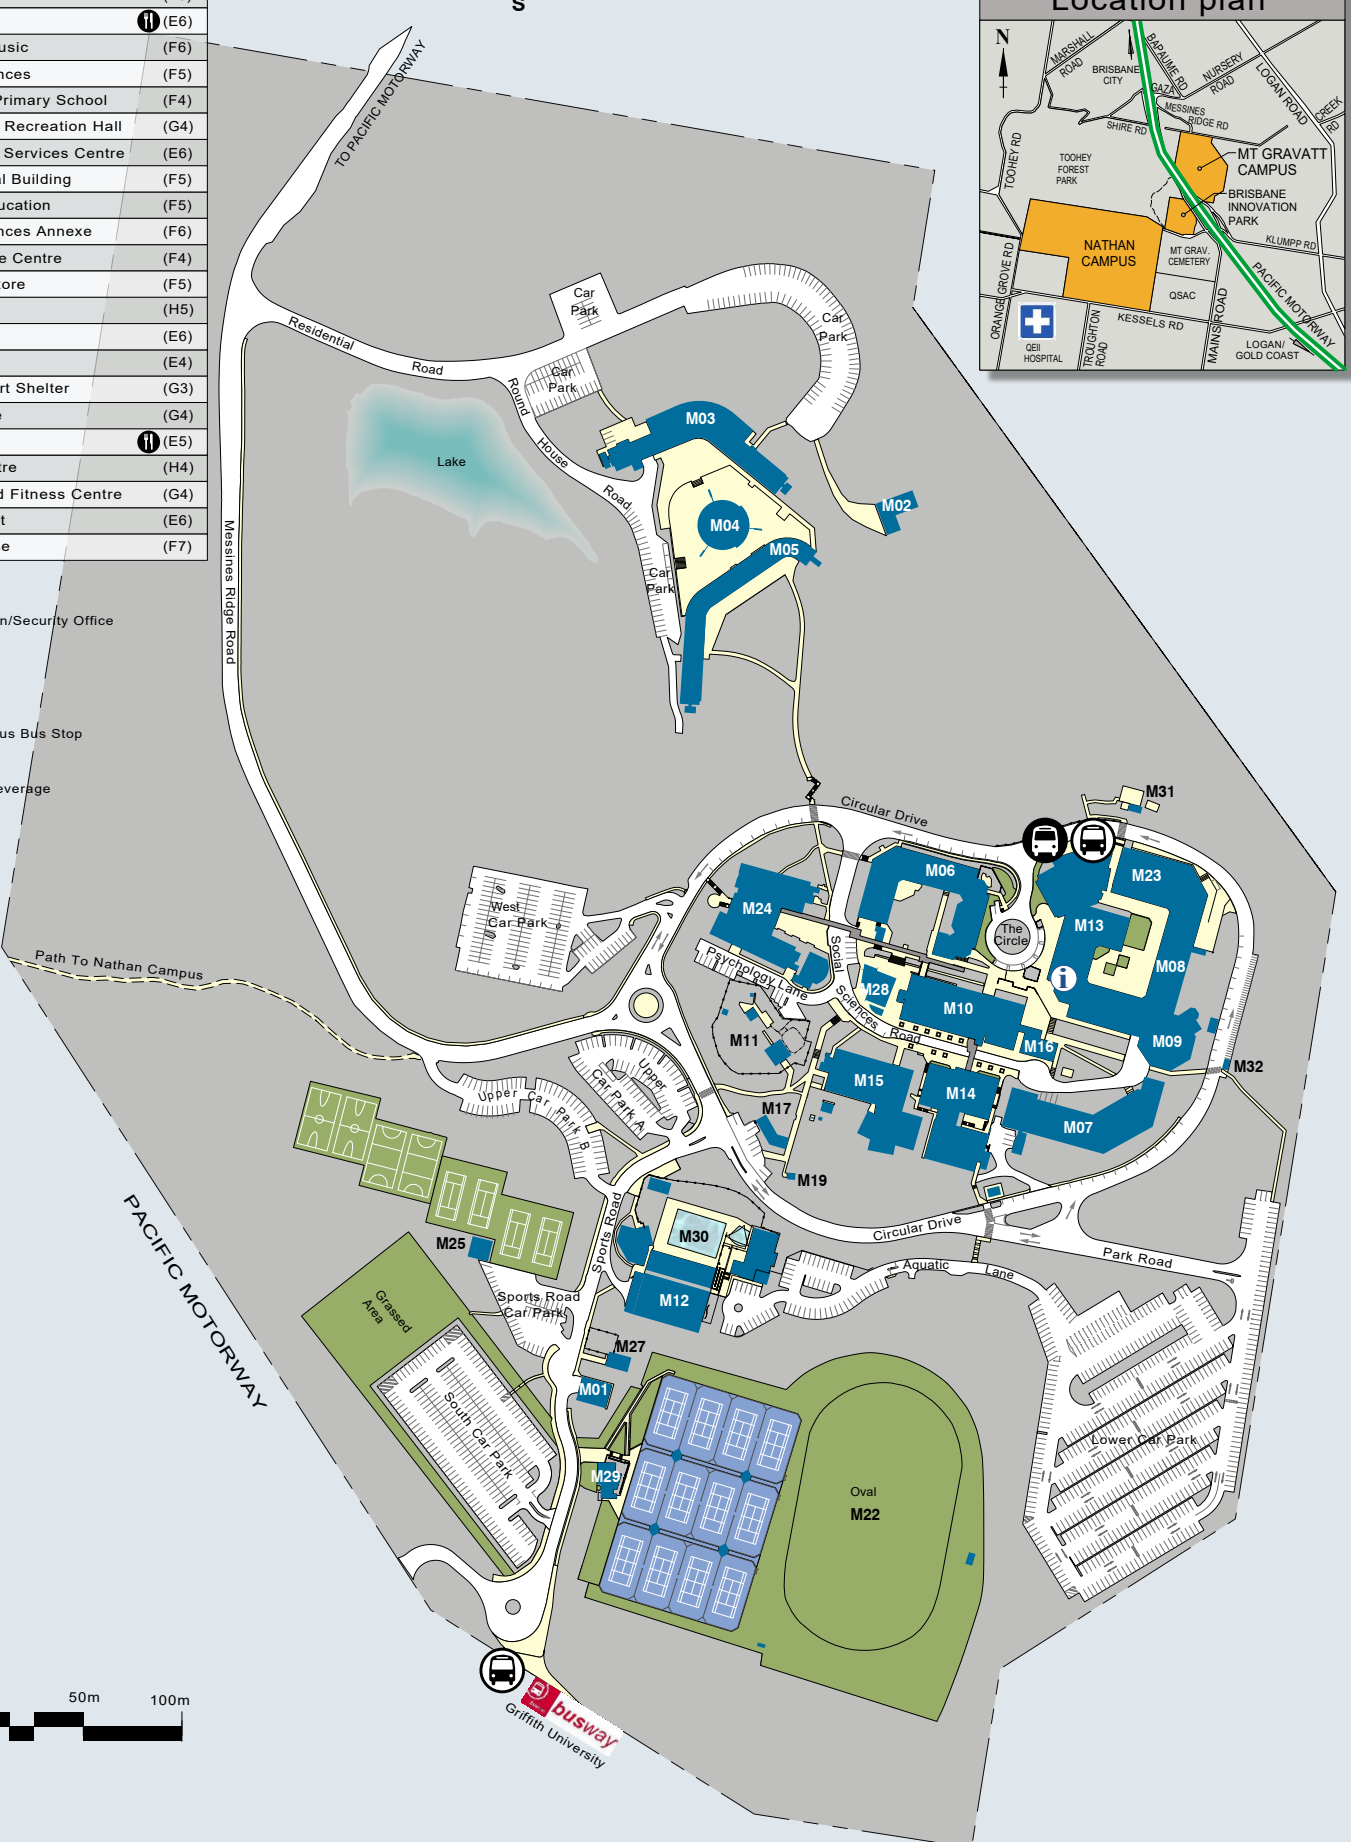 S
Location plan
(E6)
usic (F6)
nces (F5)
Primary School (F4)
Recreation Hall (G4)
Services Centre (E6)
al Building (F5)
ucation (F5)
nces Annexe (F6)
e Centre (F4)
tore (F5)
(H5)
(E6)
(E4)
rt Shelter (G3)
e (G4)
(E5)
tre (H4)
d Fitness Centre (G4)
t (E6)
se (F7)
n/Security Office
us Bus Stop
everage
N
MARSHALL
ROAD
BRISBANE
CITY
BAPAUME RD
GAZA
NURSERY
ROAD
LOGAN ROAD
CREEK
RD
MESSINES
RIDGE RD
SHIRE RD
TOOHEY RD
TOOHEY
FOREST
PARK
MT GRAVATT
CAMPUS
BRISBANE
INNOVATION
PARK
NATHAN
CAMPUS
MT GRAV.
CEMETERY
KLUMPP RD
QSAC
ORANGE GROVE RD
KESSELS RD
MAINS ROAD
PACIFIC MOTORWAY
TROUGHTON
ROAD
QEII
HOSPITAL
LOGAN/
GOLD COAST
TO PACIFIC MOTORWAY
Car
Park
Car
Park
Residential
Road
Car
Park
Round
House
Road
Lake
M03
M02
M04
M05
Car
Park
Messines Ridge Road
Circular Drive
M31
M06
M23
M24
M13
The
Circle
West
Car Park
Social
Sciences
Road
Psychology Lane
M08
i
M28
M10
Path To Nathan Campus
M11
M16
M09
M32
M15
M14
Upper
Car Park A
Upper Car Park B
M17
M07
M19
Sports Road
M30
Circular Drive
M25
Park Road
Aquatic
Lane
Sports Road
Car Park
M12
Grassed
Area
PACIFIC MOTORWAY
M27
M01
South Car Park
Lower Car Park
M29
Oval
M22
busway
Griffith University
50m 100m